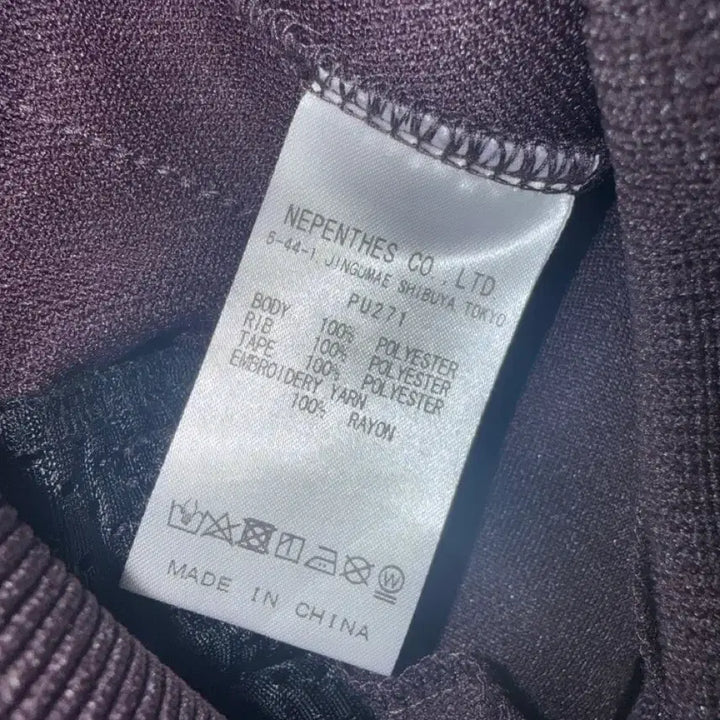 NEPENTHES CO.,LTD
6-44-1, JINGUMAE SHIBUYA TOKYO
PU271
BODY 100% POLYESTER
RIB 100% POLYESTER
TAPE 100% POLYESTER
EMBROIDERY YARN
100% RAYON
W
MADE IN CHINA